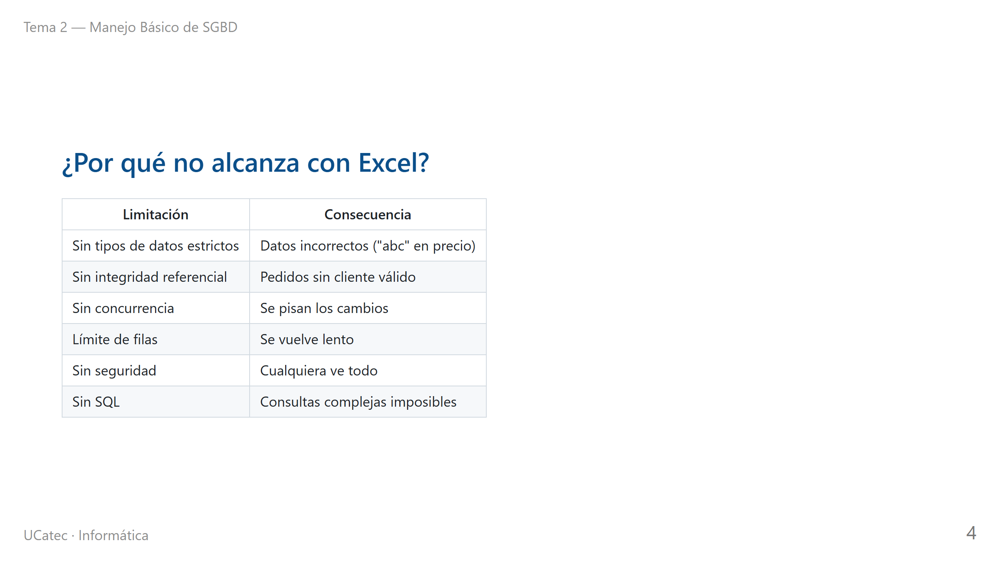 Tema 2 — Manejo Básico de SGBD
¿Por qué no alcanza con Excel?
Limitación Consecuencia
Sin tipos de datos estrictos Datos incorrectos ("abc" en precio)
Sin integridad referencial Pedidos sin cliente válido
Sin concurrencia Se pisan los cambios
Límite de filas Se vuelve lento
Sin seguridad Cualquiera ve todo
Sin SQL Consultas complejas imposibles
UCatec · Informática 4